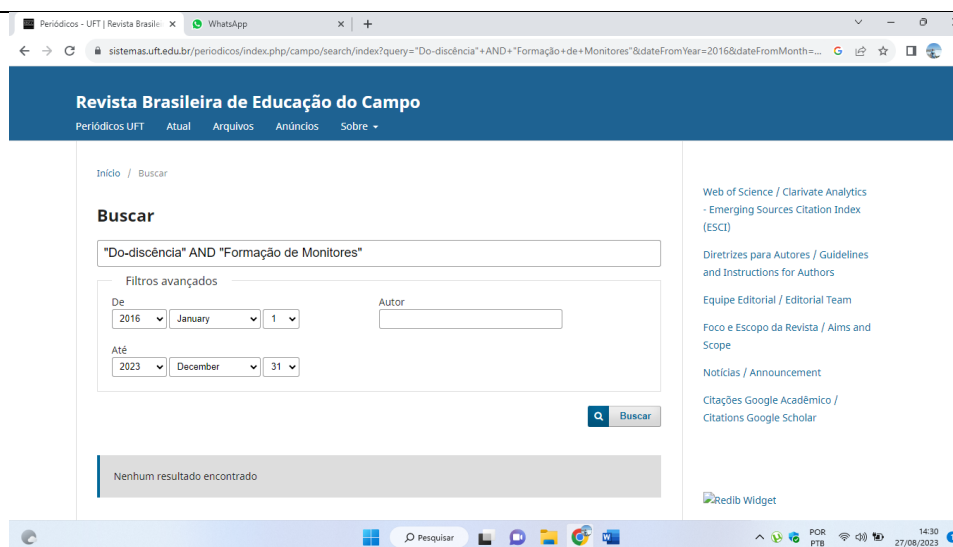 Periódicos - UFT | Revista Brasilei
WhatsApp
sistemas.uft.edu.br/periodicos/index.php/campo/search/index?query="Do-discência"+AND+"Formação+de+Monitores"&dateFromYear=2016&dateFromMonth=...
Revista Brasileira de Educação do Campo
Periódicos UFT Atual Arquivos Anúncios Sobre
Início / Buscar
Buscar
"Do-discência" AND "Formação de Monitores"
Filtros avançados
De
2016 January 1
Autor
Até
2023 December 31
Buscar
Nenhum resultado encontrado
Web of Science / Clarivate Analytics
- Emerging Sources Citation Index
(ESCI)
Diretrizes para Autores / Guidelines
and Instructions for Authors
Equipe Editorial / Editorial Team
Foco e Escopo da Revista / Aims and
Scope
Notícias / Announcement
Citações Google Acadêmico /
Citations Google Scholar
Redib Widget
Pesquisar
POR
PTB
14:30
27/08/2023